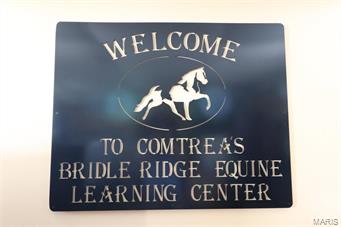 WELCOME
TO COMTREA'S
BRIDLE RIDGE EQUINE
LEARNING CENTER
MARIS